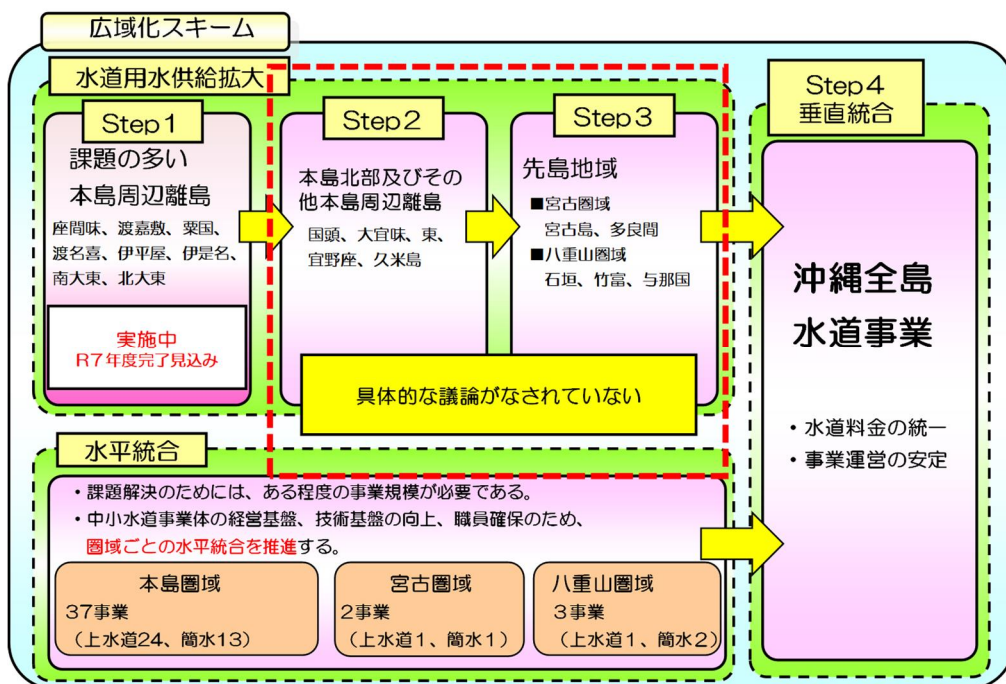 広域化スキーム
水道用水供給拡大
Step1
課題の多い
本島周辺離島
座間味、渡嘉敷、粟国、
渡名喜、伊平屋、伊是名、
南大東、北大東
実施中
R7年度完了見込み
Step2
本島北部及びその
他本島周辺離島
国頭、大宜味、東、
宜野座、久米島
Step3
先島地域
■宮古圏域
宮古島、多良間
■八重山圏域
石垣、竹富、与那国
具体的な議論がなされていない
水平統合
・課題解決のためには、ある程度の事業規模が必要である。
・中小水道事業体の経営基盤、技術基盤の向上、職員確保のため、
圏域ごとの水平統合を推進する。
本島圏域
37事業
(上水道24、簡水13)
宮古圏域
2事業
(上水道1、簡水1)
八重山圏域
3事業
(上水道1、簡水2)
Step4
垂直統合
沖縄全島
水道事業
・水道料金の統一
・事業運営の安定